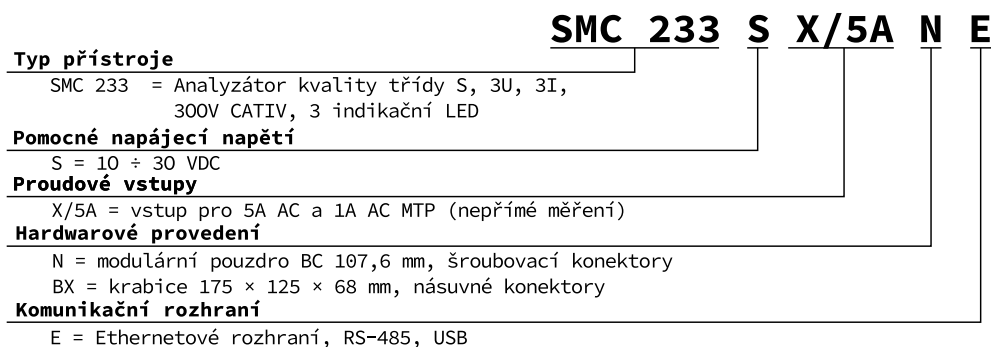 SMC 233 S X/5A N E
Typ přístroje
SMC 233 = Analyzátor kvality třídy S, 3U, 3I,
300V CATIV, 3 indikační LED
Pomocné napájecí napětí
S = 10 ÷ 30 VDC
Proudové vstupy
X/5A = vstup pro 5A AC a 1A AC MTP (nepřímé měření)
Hardwarové provedení
N = modulární pouzdro BC 107,6 mm, šroubovací konektory
BX = krabice 175 × 125 × 68 mm, násuvné konektory
Komunikační rozhraní
E = Ethernetové rozhraní, RS-485, USB